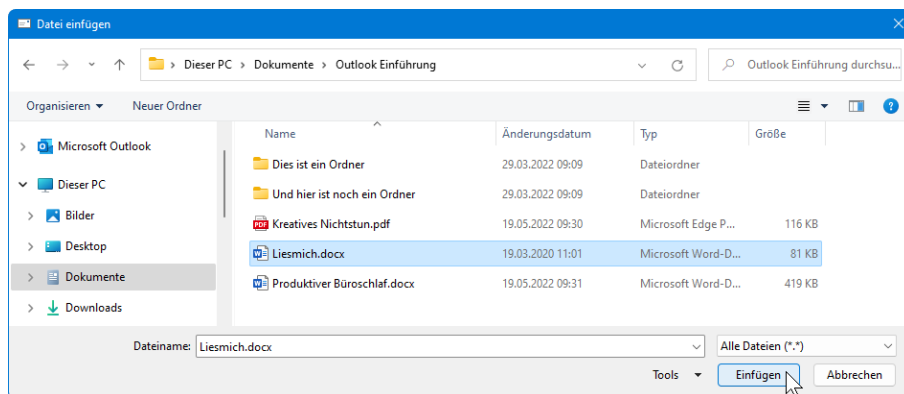 Datei einfügen
Dieser PC > Dokumente > Outlook Einführung
Outlook Einführung durchsu...
Organisieren Neuer Ordner
Name Änderungsdatum Typ Größe
Microsoft Outlook
Dies ist ein Ordner 29.03.2022 09:09 Dateiordner
Dieser PC
Und hier ist noch ein Ordner 29.03.2022 09:09 Dateiordner
Bilder
PDF Kreatives Nichtstun.pdf 19.05.2022 09:30 Microsoft Edge P... 116 KB
Desktop
Liesmich.docx 19.03.2020 11:01 Microsoft Word-D... 81 KB
Dokumente
Produktiver Büroschlaf.docx 19.05.2022 09:31 Microsoft Word-D... 419 KB
Downloads
Dateiname: Liesmich.docx Alle Dateien (*.*)
Tools Einfügen Abbrechen